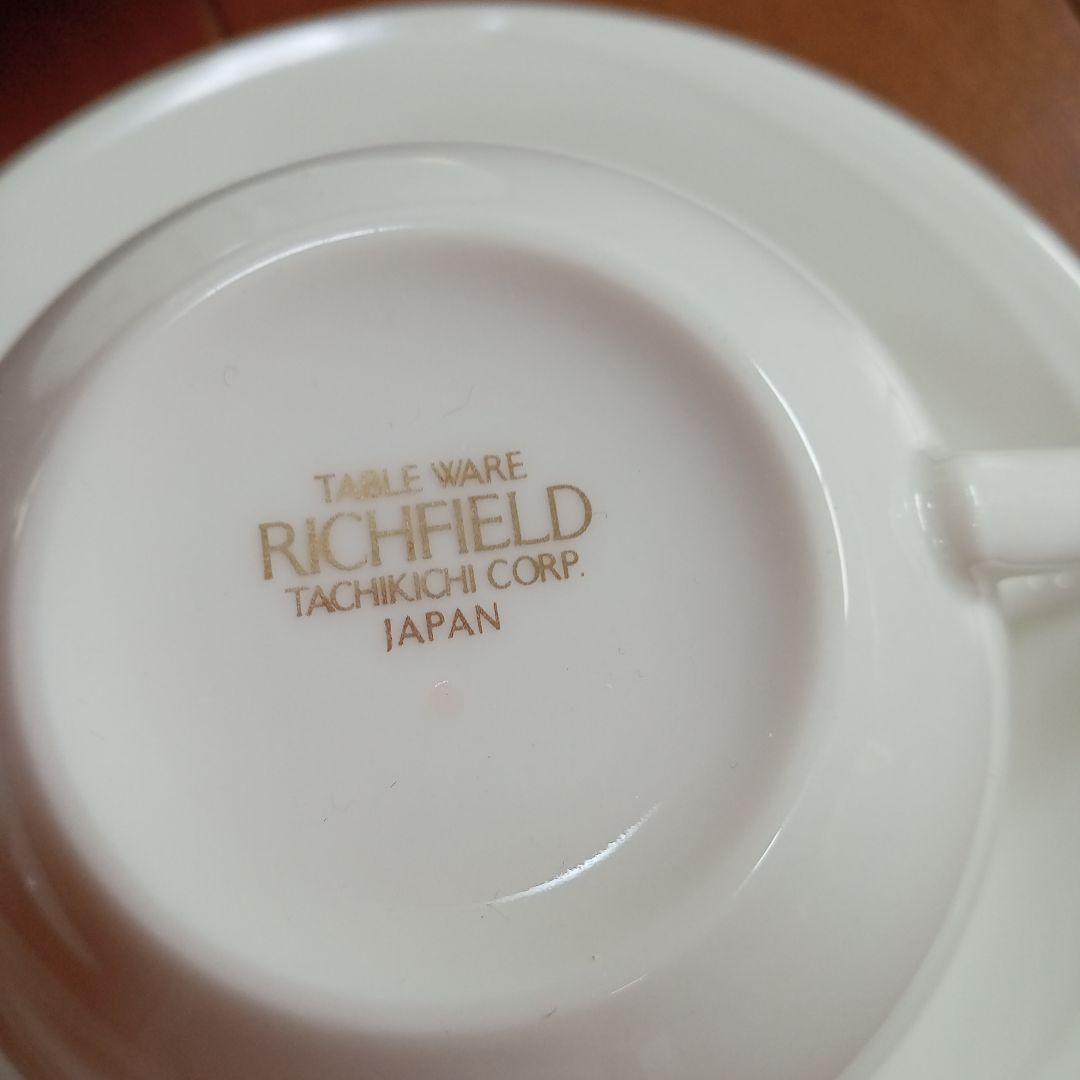 TABLE WARE
RICHFIELD
TACHIKICHI CORP.
JAPAN